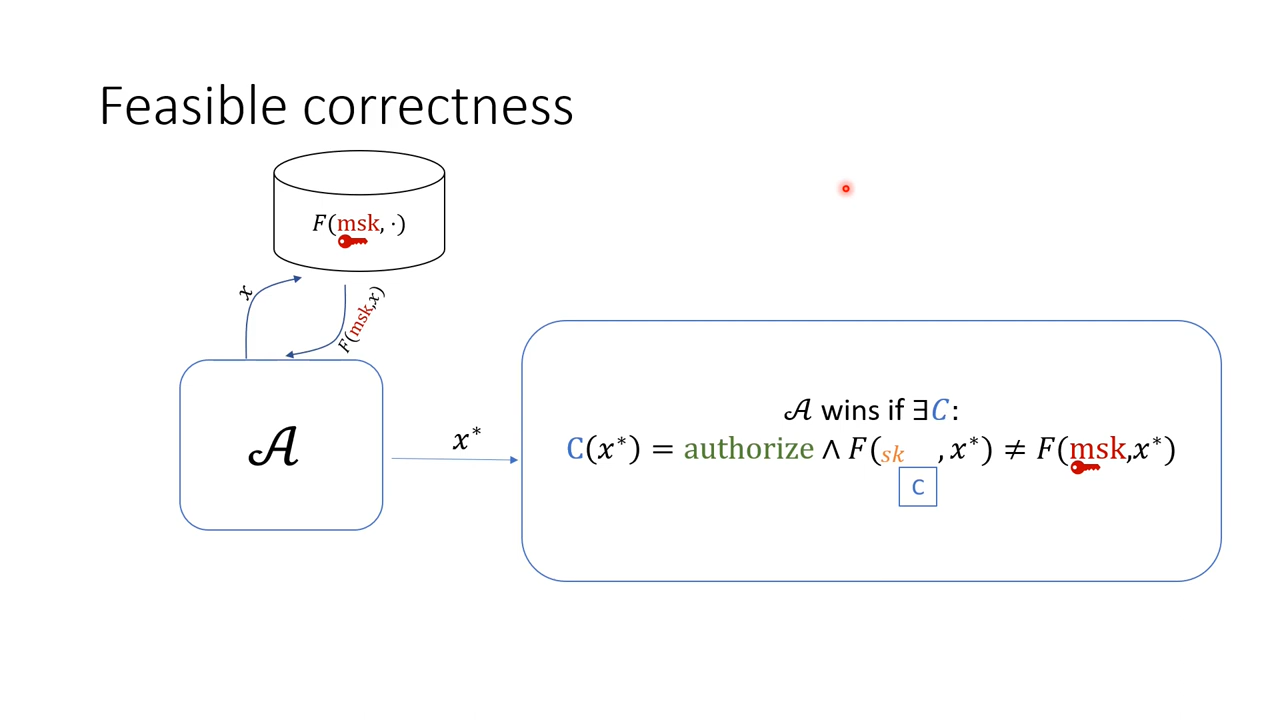 Feasible correctness
F(msk, ·)
x
F(msk,x)
𝒜
x*
𝒜 wins if ∃C:
C(x*) = authorize ∧ F(sk , x*) ≠ F(msk,x*)
C